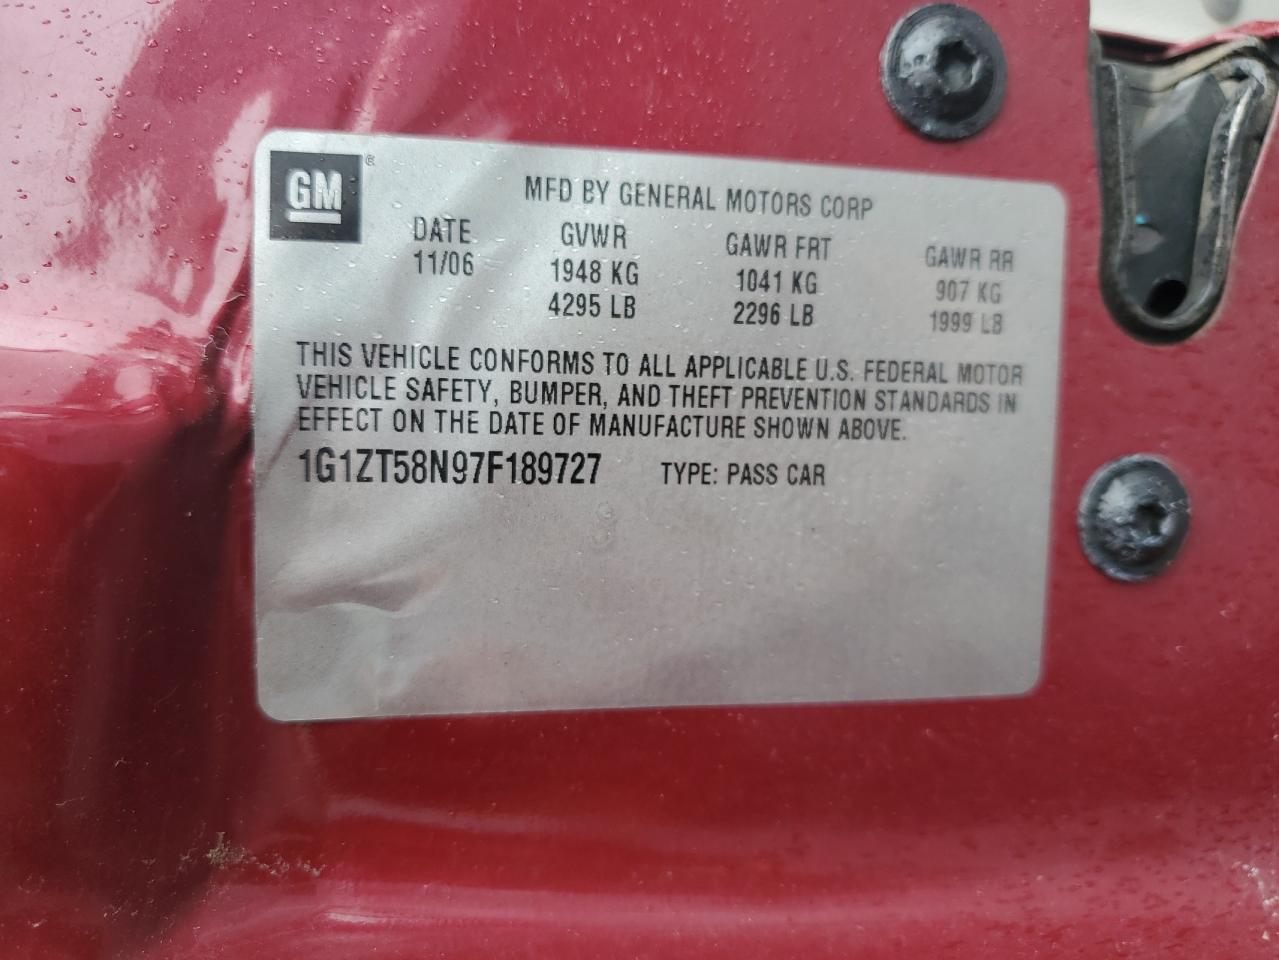 GM ®
MFD BY GENERAL MOTORS CORP
DATE GVWR GAWR FRT GAWR RR
11/06 1948 KG 1041 KG 907 KG
4295 LB 2296 LB 1999 LB
THIS VEHICLE CONFORMS TO ALL APPLICABLE U.S. FEDERAL MOTOR
VEHICLE SAFETY, BUMPER, AND THEFT PREVENTION STANDARDS IN
EFFECT ON THE DATE OF MANUFACTURE SHOWN ABOVE.
1G1ZT58N97F189727 TYPE: PASS CAR